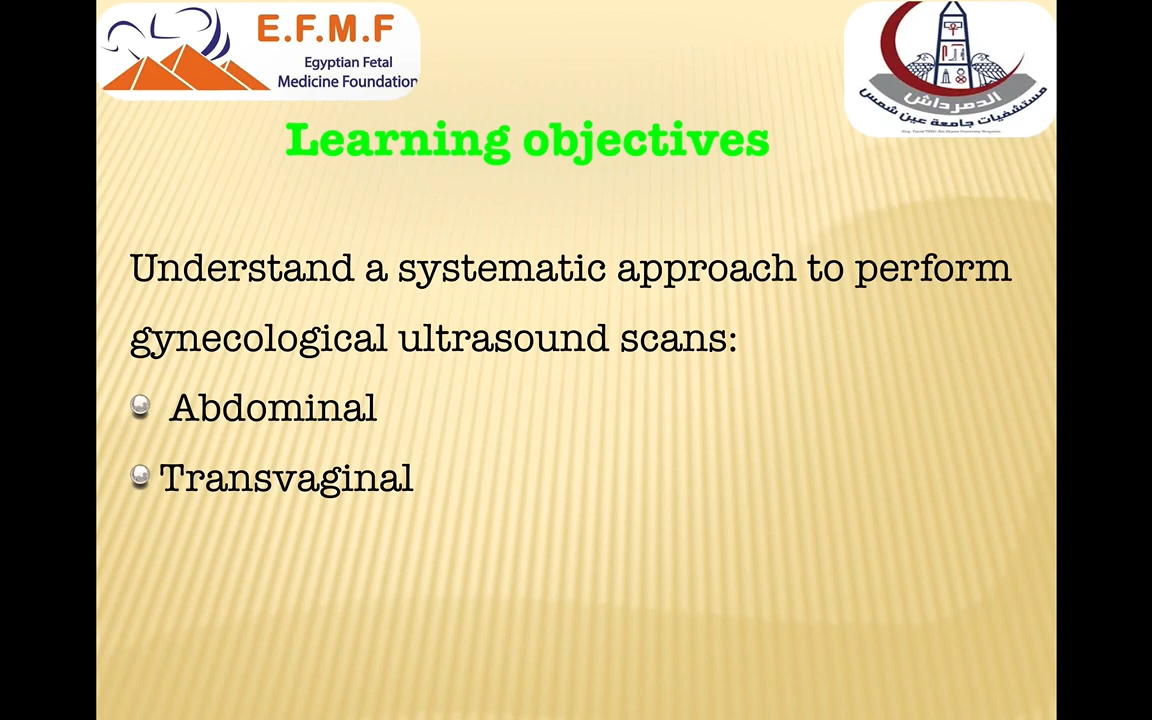 E.F.M.F
Egyptian Fetal
Medicine Foundation
الدمرداش
مستشفيات جامعة عين شمس
Learning objectives
Understand a systematic approach to perform
gynecological ultrasound scans:
Abdominal
Transvaginal